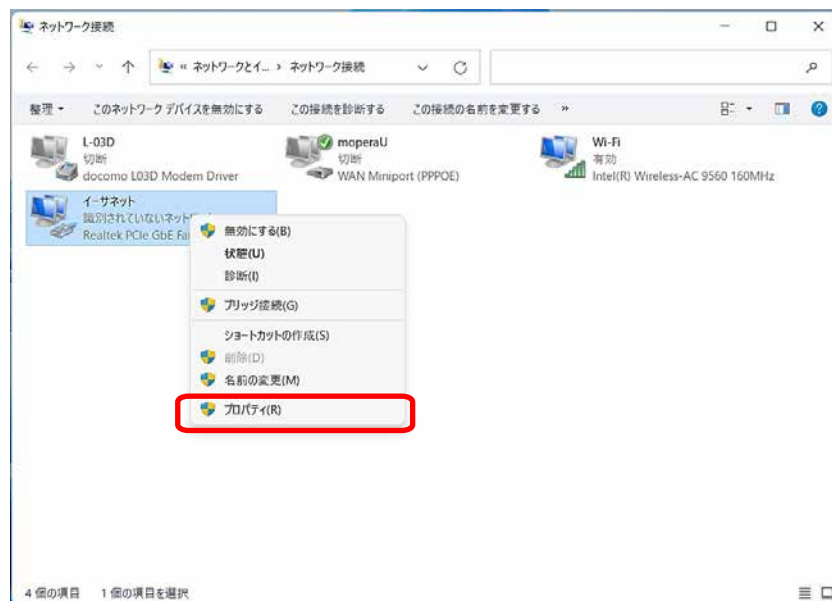 ネットワーク接続
« ネットワークとイ... › ネットワーク接続
整理 このネットワーク デバイスを無効にする この接続を診断する この接続の名前を変更する »
L-03D
切断
docomo L03D Modem Driver
moperaU
切断
WAN Miniport (PPPOE)
Wi-Fi
有効
Intel(R) Wireless-AC 9560 160MHz
イーサネット
識別されていないネット
Realtek PCIe GbE Fa
無効にする(B)
状態(U)
診断(I)
ブリッジ接続(G)
ショートカットの作成(S)
削除(D)
名前の変更(M)
プロパティ(R)
4 個の項目 1 個の項目を選択